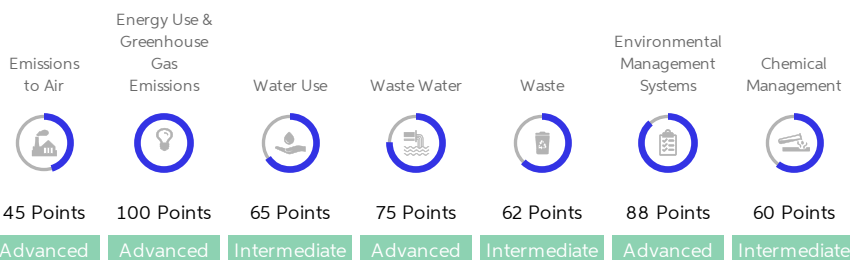 Emissions
to Air
Energy Use &
Greenhouse
Gas
Emissions
Water Use
Waste Water
Waste
Environmental
Management
Systems
Chemical
Management
45 Points
100 Points
65 Points
75 Points
62 Points
88 Points
60 Points
Advanced
Advanced
Intermediate
Advanced
Intermediate
Advanced
Intermediate